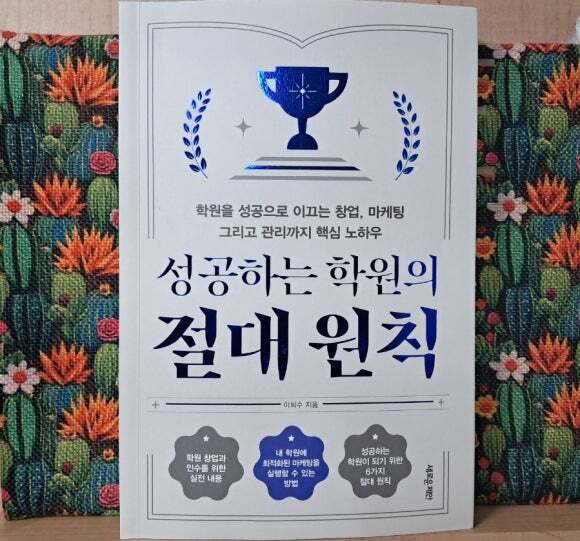 학원을 성공으로 이끄는 창업, 마케팅
그리고 관리까지 핵심 노하우
성공하는 학원의
절대 원칙
이희수 지음
학원 창업과
인수를 위한
실전 내용
내 학원에
최적화된 마케팅을
실행할 수 있는
방법
성공하는
학원이 되기 위한
6가지
절대 원칙
새로운 제안